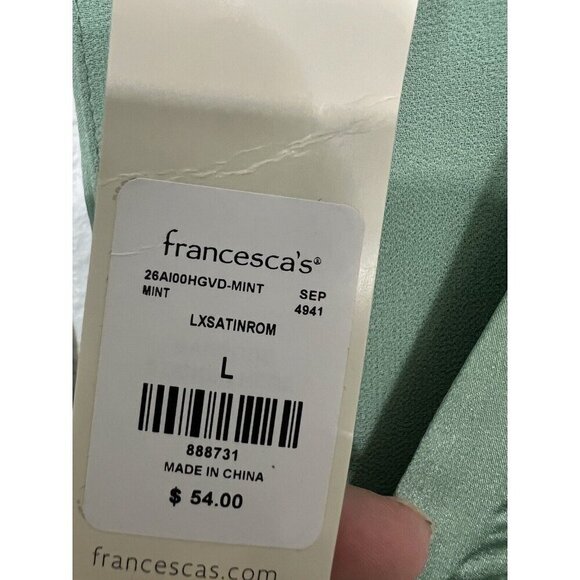 francesca's®
26AI00HGVD-MINT SEP
MINT 4941
LXSATINROM
L
888731
MADE IN CHINA
$ 54.00
francescas.com